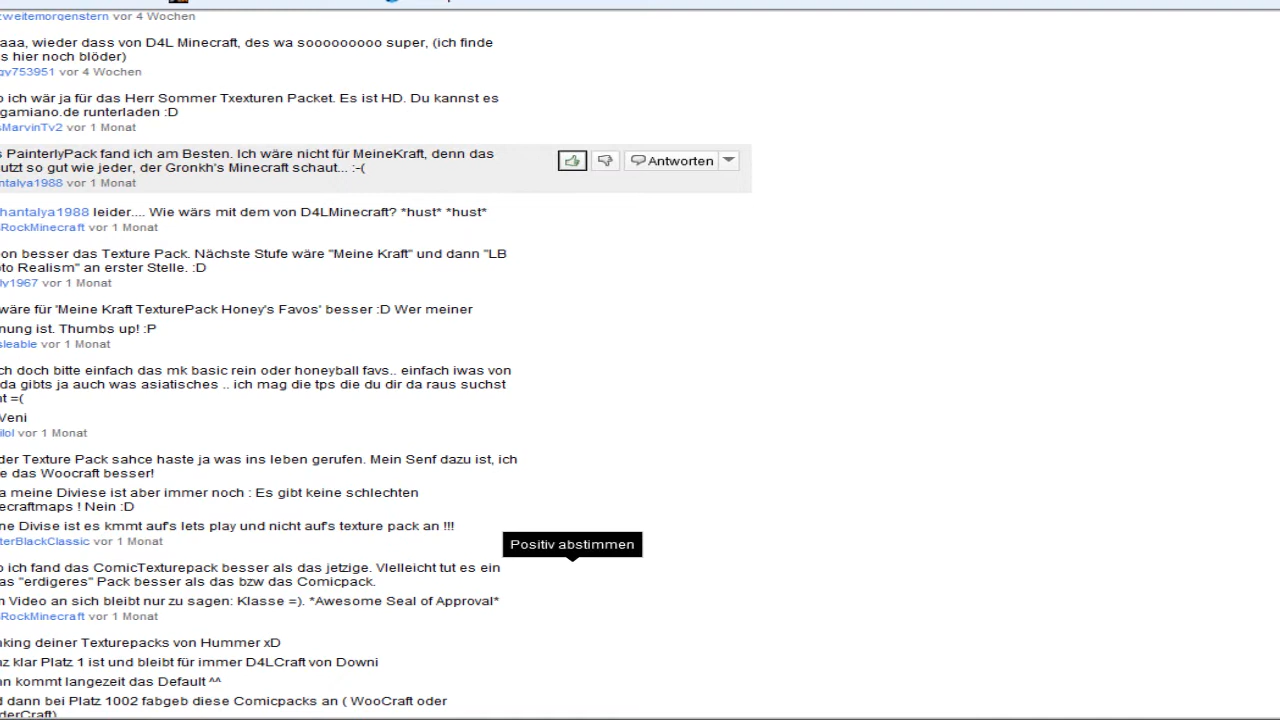 zweitemorgenstern vor 4 Wochen
aaa, wieder dass von D4L Minecraft, des wa sooooooooo super, (ich finde
s hier noch blöder)
gy753951 vor 4 Wochen
o ich wär ja für das Herr Sommer Txexturen Packet. Es ist HD. Du kannst es
gamiano.de runterladen :D
sMarvinTv2 vor 1 Monat
s PainterlyPack fand ich am Besten. Ich wäre nicht für MeineKraft, denn das
utzt so gut wie jeder, der Gronkh's Minecraft schaut... :-(
Antworten
ntalya1988 vor 1 Monat
hantalya1988 leider.... Wie wärs mit dem von D4LMinecraft? *hust* *hust*
RockMinecraft vor 1 Monat
on besser das Texture Pack. Nächste Stufe wäre "Meine Kraft" und dann "LB
oto Realism" an erster Stelle. :D
ly1967 vor 1 Monat
wäre für 'Meine Kraft TexturePack Honey's Favos' besser :D Wer meiner
nung ist. Thumbs up! :P
sleable vor 1 Monat
ch doch bitte einfach das mk basic rein oder honeyball favs.. einfach iwas von
da gibts ja auch was asiatisches .. ich mag die tps die du dir da raus suchst
nt =(
Veni
ilol vor 1 Monat
der Texture Pack sahce haste ja was ins leben gerufen. Mein Senf dazu ist, ich
e das Woocraft besser!
a meine Diviese ist aber immer noch : Es gibt keine schlechten
ecraftmaps ! Nein :D
ne Divise ist es kmmt auf's lets play und nicht auf's texture pack an !!!
terBlackClassic vor 1 Monat
Positiv abstimmen
o ich fand das ComicTexturepack besser als das jetzige. VIelleicht tut es ein
as "erdigeres" Pack besser als das bzw das Comicpack.
n Video an sich bleibt nur zu sagen: Klasse =). *Awesome Seal of Approval*
RockMinecraft vor 1 Monat
nking deiner Texturepacks von Hummer xD
nz klar Platz 1 ist und bleibt für immer D4LCraft von Downi
nn kommt langezeit das Default ^^
d dann bei Platz 1002 fabgeb diese Comicpacks an ( WooCraft oder
derCraft)